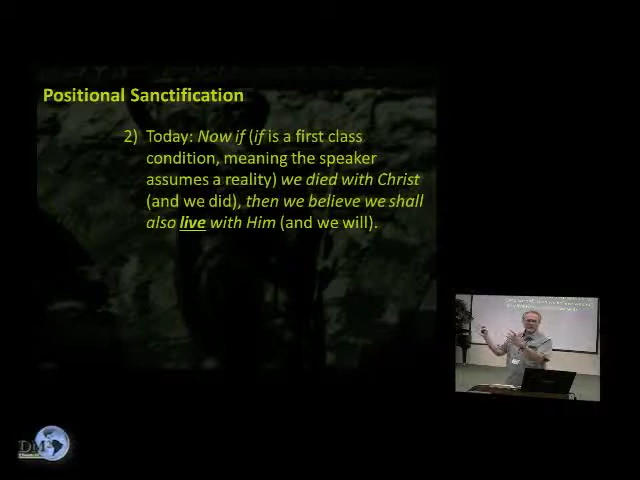 Positional Sanctification
2) Today: Now if (if is a first class
condition, meaning the speaker
assumes a reality) we died with Christ
(and we did), then we believe we shall
also live with Him (and we will).